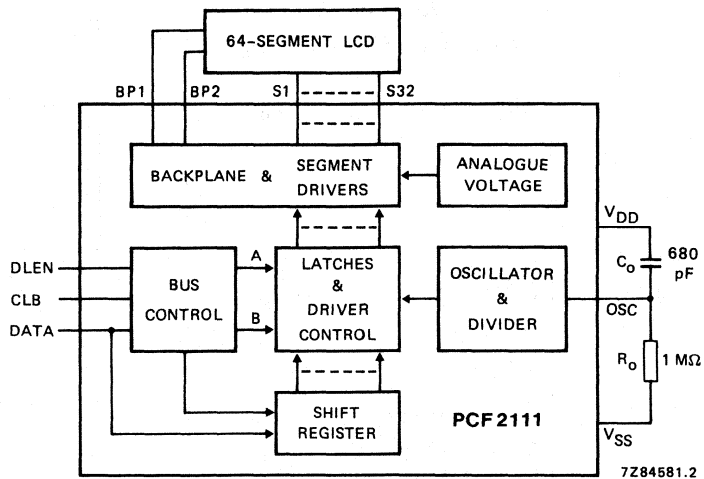 64-SEGMENT LCD
BP1
BP2
S1
S32
BACKPLANE &
SEGMENT
DRIVERS
ANALOGUE
VOLTAGE
VDD
DLEN
CLB
DATA
BUS
CONTROL
A
B
LATCHES
&
DRIVER
CONTROL
OSCILLATOR
&
DIVIDER
Co
680
pF
OSC
Ro
1 MΩ
SHIFT
REGISTER
PCF2111
VSS
7Z84581.2